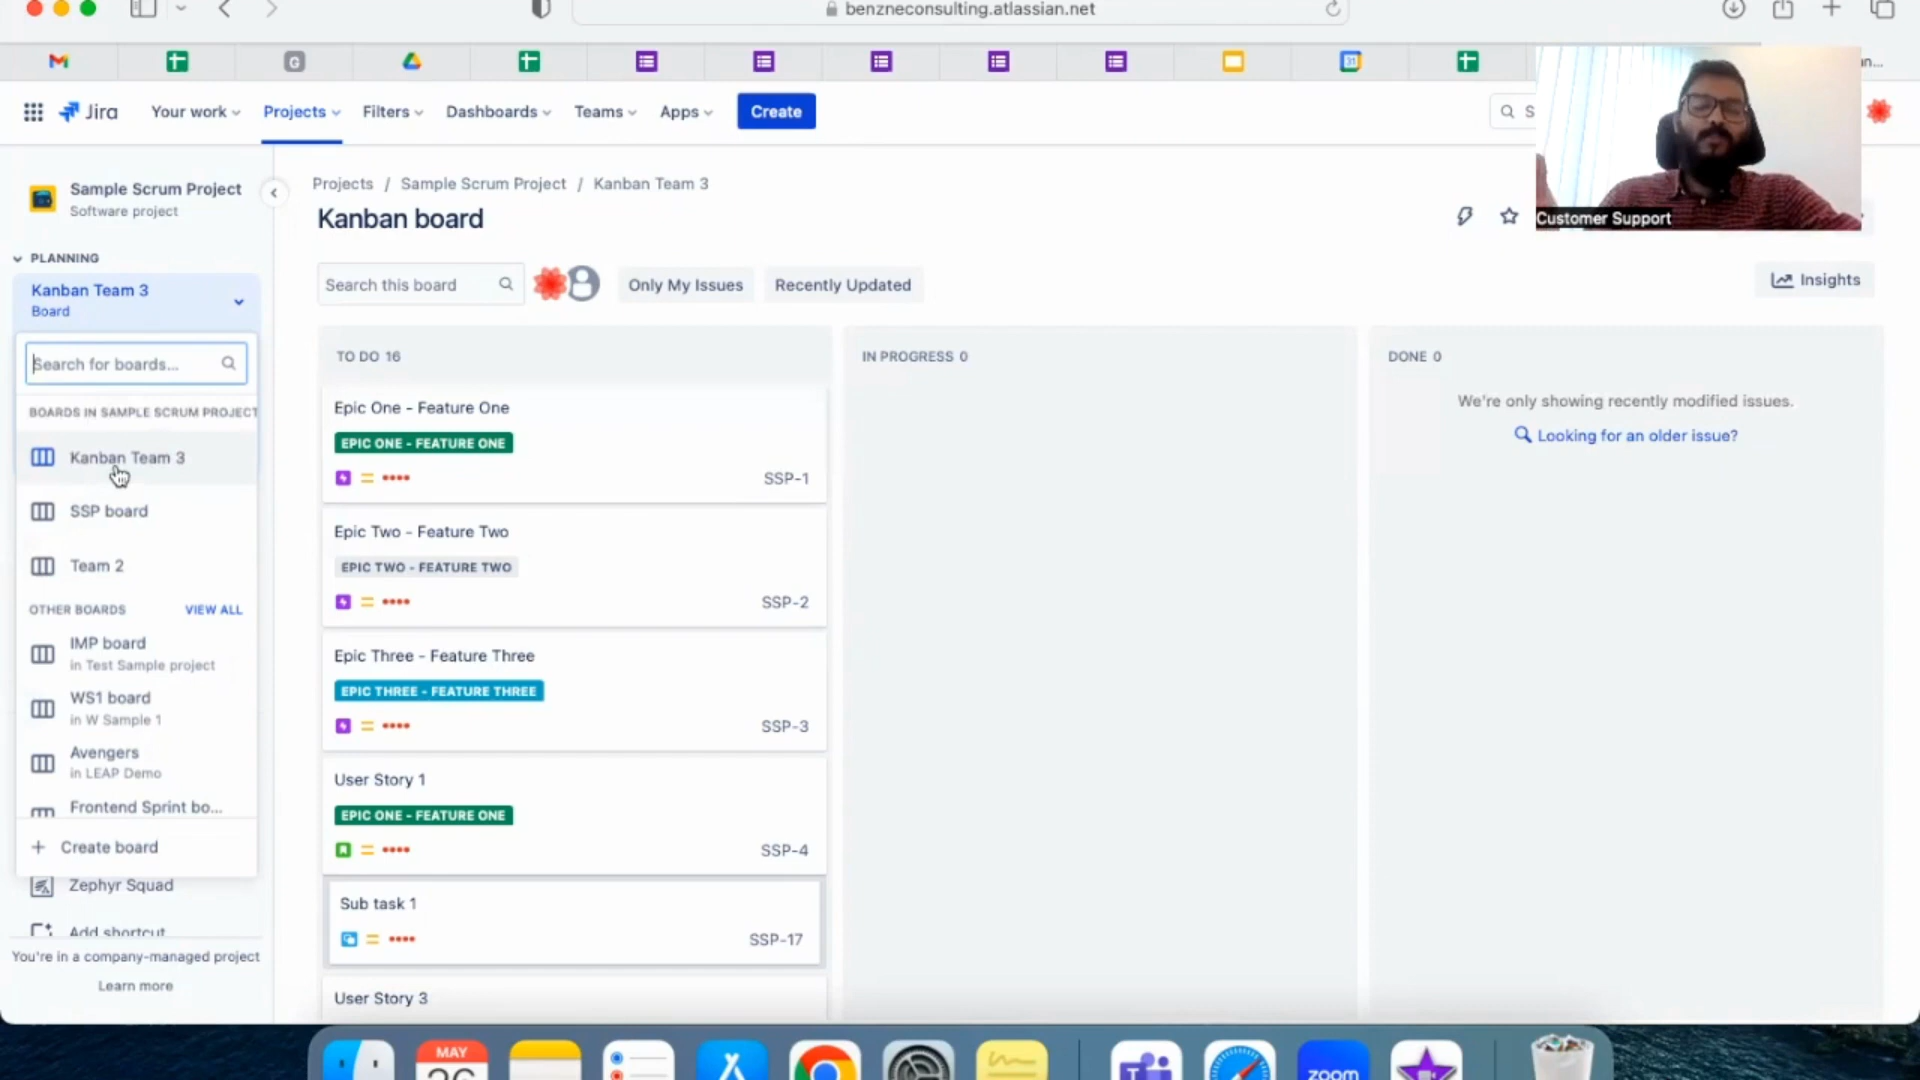 benzneconsulting.atlassian.net
G
31
n...
Jira
Your work
Projects
Filters
Dashboards
Teams
Apps
Create
S
Customer Support
Sample Scrum Project
Software project
PLANNING
Kanban Team 3
Board
Search for boards...
BOARDS IN SAMPLE SCRUM PROJECT
Kanban Team 3
SSP board
Team 2
OTHER BOARDS
VIEW ALL
IMP board
in Test Sample project
WS1 board
in W Sample 1
Avengers
in LEAP Demo
Frontend Sprint bo...
+ Create board
Zephyr Squad
Add shortcut
You're in a company-managed project
Learn more
Projects / Sample Scrum Project / Kanban Team 3
Kanban board
Search this board
Only My Issues
Recently Updated
Insights
TO DO 16
Epic One - Feature One
EPIC ONE - FEATURE ONE
SSP-1
Epic Two - Feature Two
EPIC TWO - FEATURE TWO
SSP-2
Epic Three - Feature Three
EPIC THREE - FEATURE THREE
SSP-3
User Story 1
EPIC ONE - FEATURE ONE
SSP-4
Sub task 1
SSP-17
User Story 3
IN PROGRESS 0
DONE 0
We're only showing recently modified issues.
Looking for an older issue?
MAY
26
T
zoom